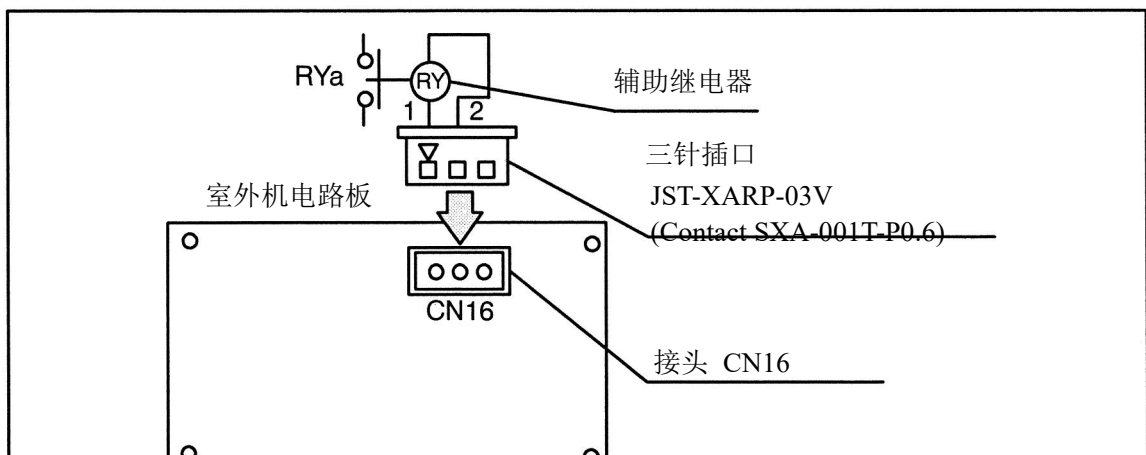 RYa
RY
辅助继电器
1 2
三针插口
JST-XARP-03V
(Contact SXA-001T-P0.6)
室外机电路板
CN16
接头 CN16